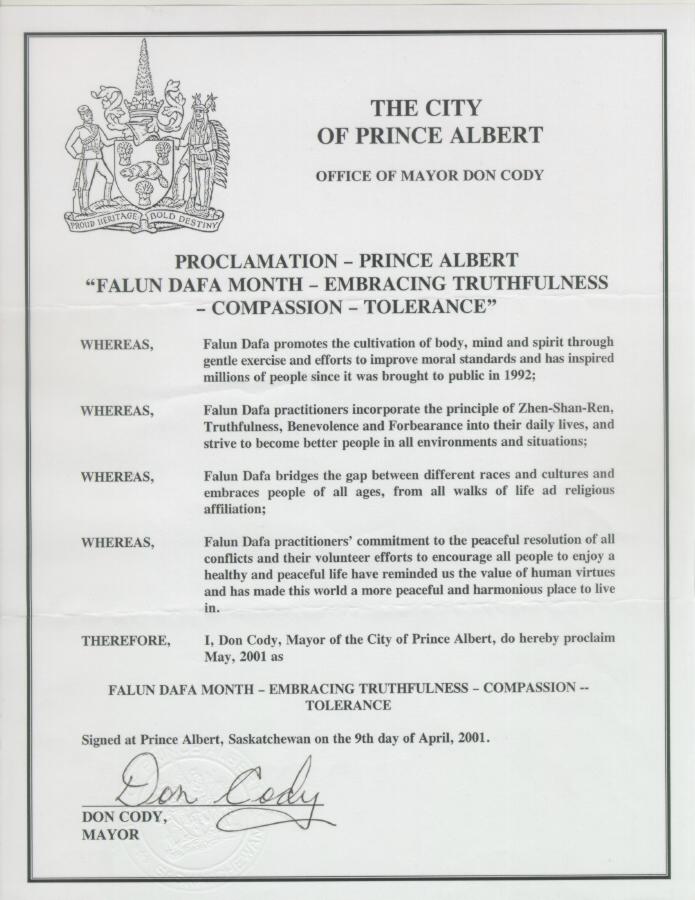 THE CITY
OF PRINCE ALBERT
OFFICE OF MAYOR DON CODY
PROUD HERITAGE BOLD DESTINY
PROCLAMATION – PRINCE ALBERT
“FALUN DAFA MONTH – EMBRACING TRUTHFULNESS
– COMPASSION – TOLERANCE”
WHEREAS, Falun Dafa promotes the cultivation of body, mind and spirit through
gentle exercise and efforts to improve moral standards and has inspired
millions of people since it was brought to public in 1992;
WHEREAS, Falun Dafa practitioners incorporate the principle of Zhen-Shan-Ren,
Truthfulness, Benevolence and Forbearance into their daily lives, and
strive to become better people in all environments and situations;
WHEREAS, Falun Dafa bridges the gap between different races and cultures and
embraces people of all ages, from all walks of life ad religious
affiliation;
WHEREAS, Falun Dafa practitioners’ commitment to the peaceful resolution of all
conflicts and their volunteer efforts to encourage all people to enjoy a
healthy and peaceful life have reminded us the value of human virtues
and has made this world a more peaceful and harmonious place to live
in.
THEREFORE, I, Don Cody, Mayor of the City of Prince Albert, do hereby proclaim
May, 2001 as
FALUN DAFA MONTH – EMBRACING TRUTHFULNESS – COMPASSION --
TOLERANCE
Signed at Prince Albert, Saskatchewan on the 9th day of April, 2001.
Don Cody
DON CODY,
MAYOR